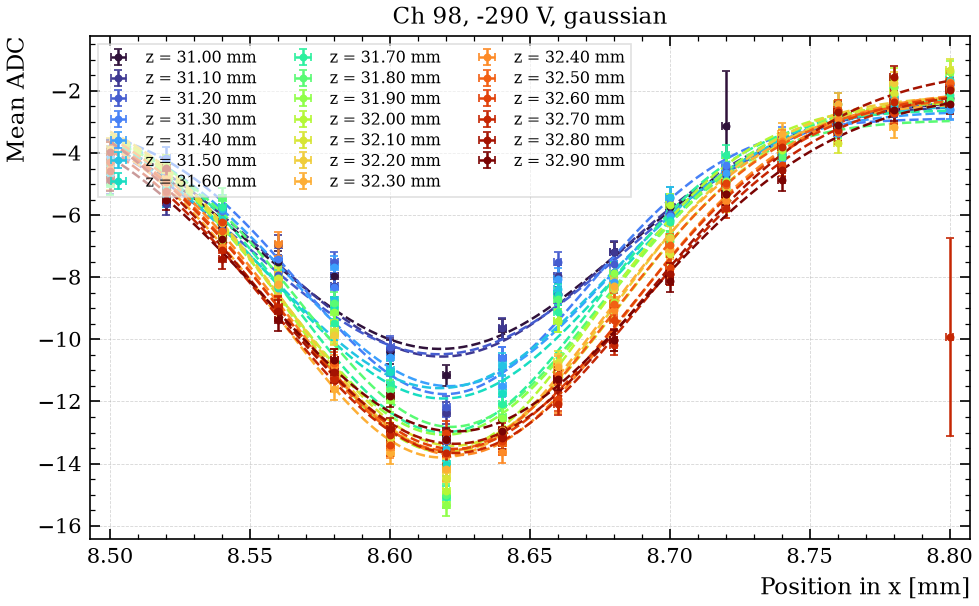 Ch 98, -290 V, gaussian
Mean ADC
z = 31.00 mm
z = 31.10 mm
z = 31.20 mm
z = 31.30 mm
z = 31.40 mm
z = 31.50 mm
z = 31.60 mm
z = 31.70 mm
z = 31.80 mm
z = 31.90 mm
z = 32.00 mm
z = 32.10 mm
z = 32.20 mm
z = 32.30 mm
z = 32.40 mm
z = 32.50 mm
z = 32.60 mm
z = 32.70 mm
z = 32.80 mm
z = 32.90 mm
−2
−4
−6
−8
−10
−12
−14
−16
8.50 8.55 8.60 8.65 8.70 8.75 8.80
Position in x [mm]